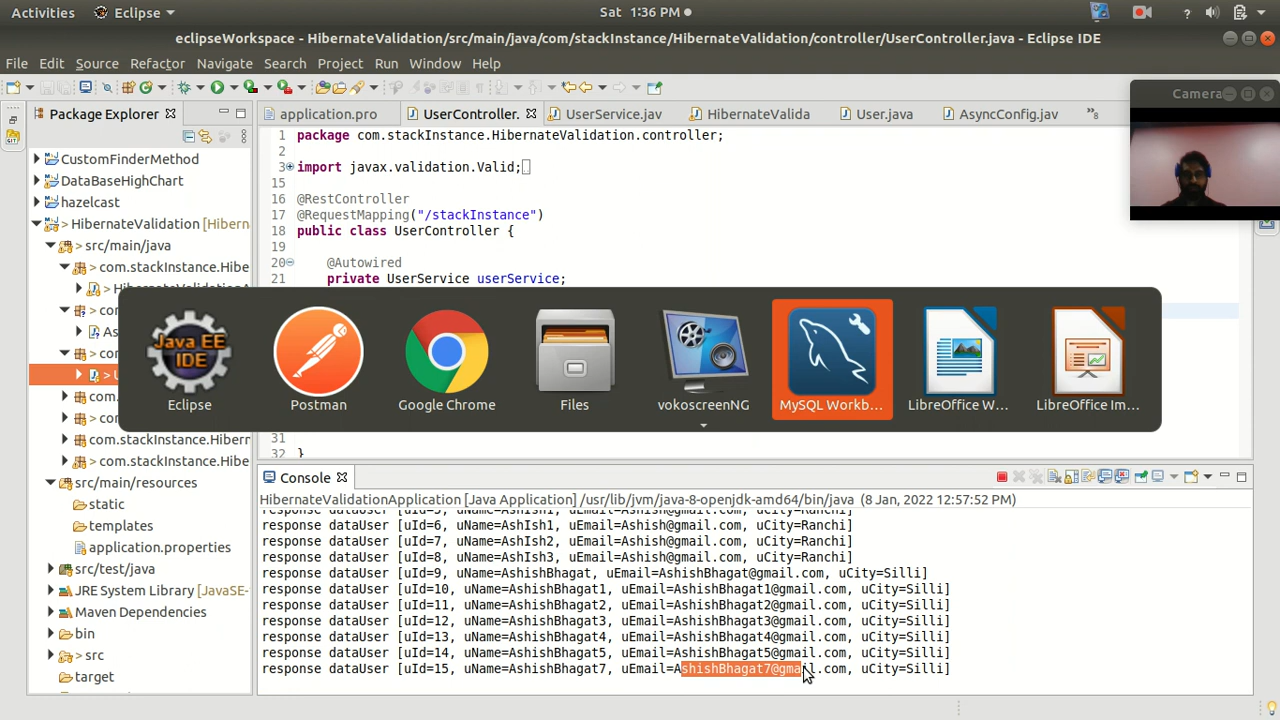 Activities Eclipse Sat 1:36 PM ?
eclipseWorkspace - HibernateValidation/src/main/java/com/stackInstance/HibernateValidation/controller/UserController.java - Eclipse IDE
File Edit Source Refactor Navigate Search Project Run Window Help
Package Explorer
application.pro UserController. UserService.jav HibernateValida User.java AsyncConfig.java »8
Camera
CustomFinderMethod
DataBaseHighChart
hazelcast
> HibernateValidation [Hibern
> src/main/java
> com.stackInstance.Hibe
1 package com.stackInstance.HibernateValidation.controller;
2
3 import javax.validation.Valid;
15
16 @RestController
17 @RequestMapping("/stackInstance")
18 public class UserController {
19
20 @Autowired
21 private UserService userService;
Eclipse
Postman
Google Chrome
Files
vokoscreenNG
MySQL Workb...
LibreOffice W...
LibreOffice Im...
> com.stackInstance.Hibern
> com.stackInstance.Hibe
src/main/resources
static
templates
application.properties
src/test/java
JRE System Library [JavaSE-
Maven Dependencies
bin
> src
target
31
32 }
Console
HibernateValidationApplication [Java Application] /usr/lib/jvm/java-8-openjdk-amd64/bin/java (8 Jan, 2022 12:57:52 PM)
response dataUser [uId=6, uName=AshIsh1, uEmail=Ashish@gmail.com, uCity=Ranchi]
response dataUser [uId=7, uName=AshIsh2, uEmail=Ashish@gmail.com, uCity=Ranchi]
response dataUser [uId=8, uName=AshIsh3, uEmail=Ashish@gmail.com, uCity=Ranchi]
response dataUser [uId=9, uName=AshishBhagat, uEmail=AshishBhagat@gmail.com, uCity=Silli]
response dataUser [uId=10, uName=AshishBhagat1, uEmail=AshishBhagat1@gmail.com, uCity=Silli]
response dataUser [uId=11, uName=AshishBhagat2, uEmail=AshishBhagat2@gmail.com, uCity=Silli]
response dataUser [uId=12, uName=AshishBhagat3, uEmail=AshishBhagat3@gmail.com, uCity=Silli]
response dataUser [uId=13, uName=AshishBhagat4, uEmail=AshishBhagat4@gmail.com, uCity=Silli]
response dataUser [uId=14, uName=AshishBhagat5, uEmail=AshishBhagat5@gmail.com, uCity=Silli]
response dataUser [uId=15, uName=AshishBhagat7, uEmail=AshishBhagat7@gmail.com, uCity=Silli]